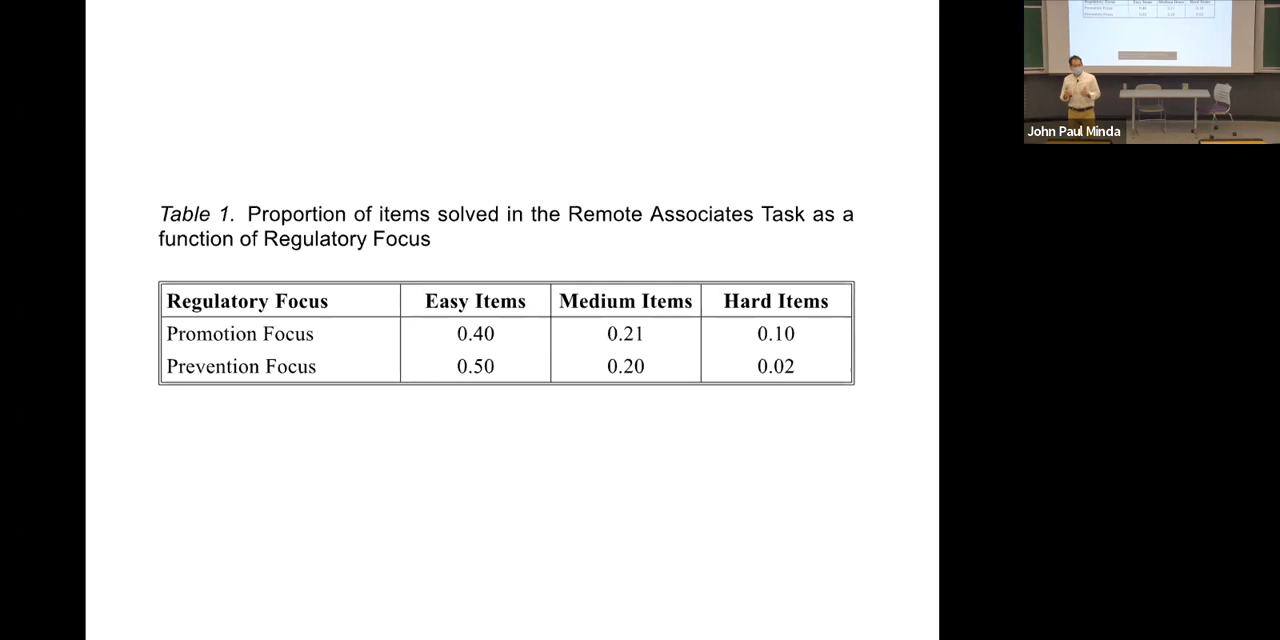 Table 1. Proportion of items solved in the Remote Associates Task as a
function of Regulatory Focus
Regulatory Focus Easy Items Medium Items Hard Items
Promotion Focus 0.40 0.21 0.10
Prevention Focus 0.50 0.20 0.02
John Paul Minda